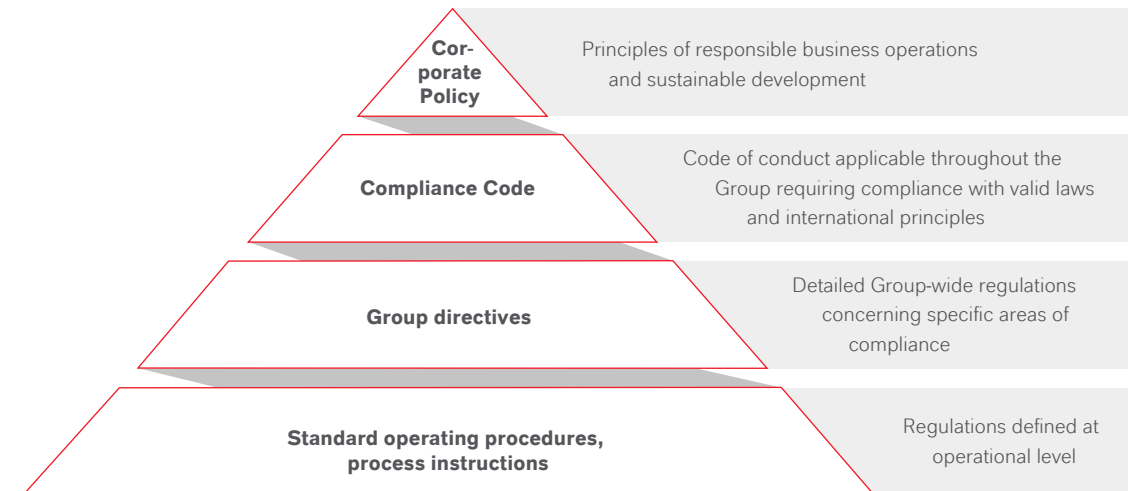 Cor-
porate
Policy
Principles of responsible business operations
and sustainable development
Compliance Code
Code of conduct applicable throughout the
Group requiring compliance with valid laws
and international principles
Group directives
Detailed Group-wide regulations
concerning specific areas of
compliance
Standard operating procedures,
process instructions
Regulations defined at
operational level